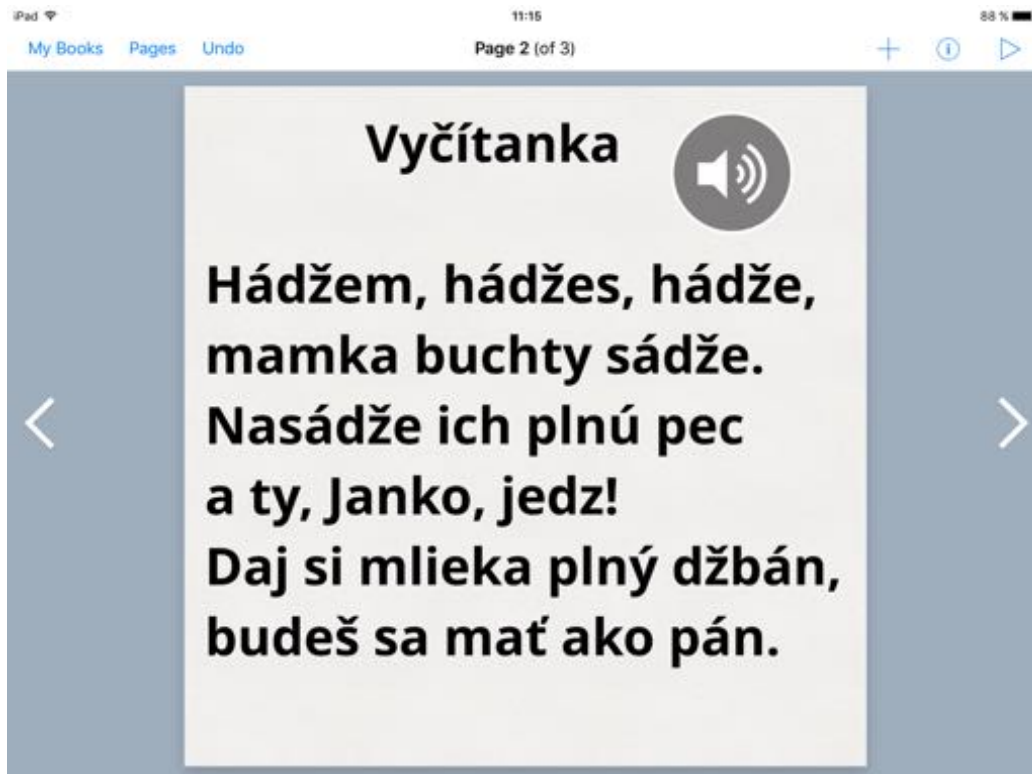 iPad 11:15 88 %
My Books Pages Undo Page 2 (of 3)
Vyčítanka
Hádžem, hádžes, hádže,
mamka buchty sádže.
Nasádže ich plnú pec
a ty, Janko, jedz!
Daj si mlieka plný džbán,
budeš sa mať ako pán.